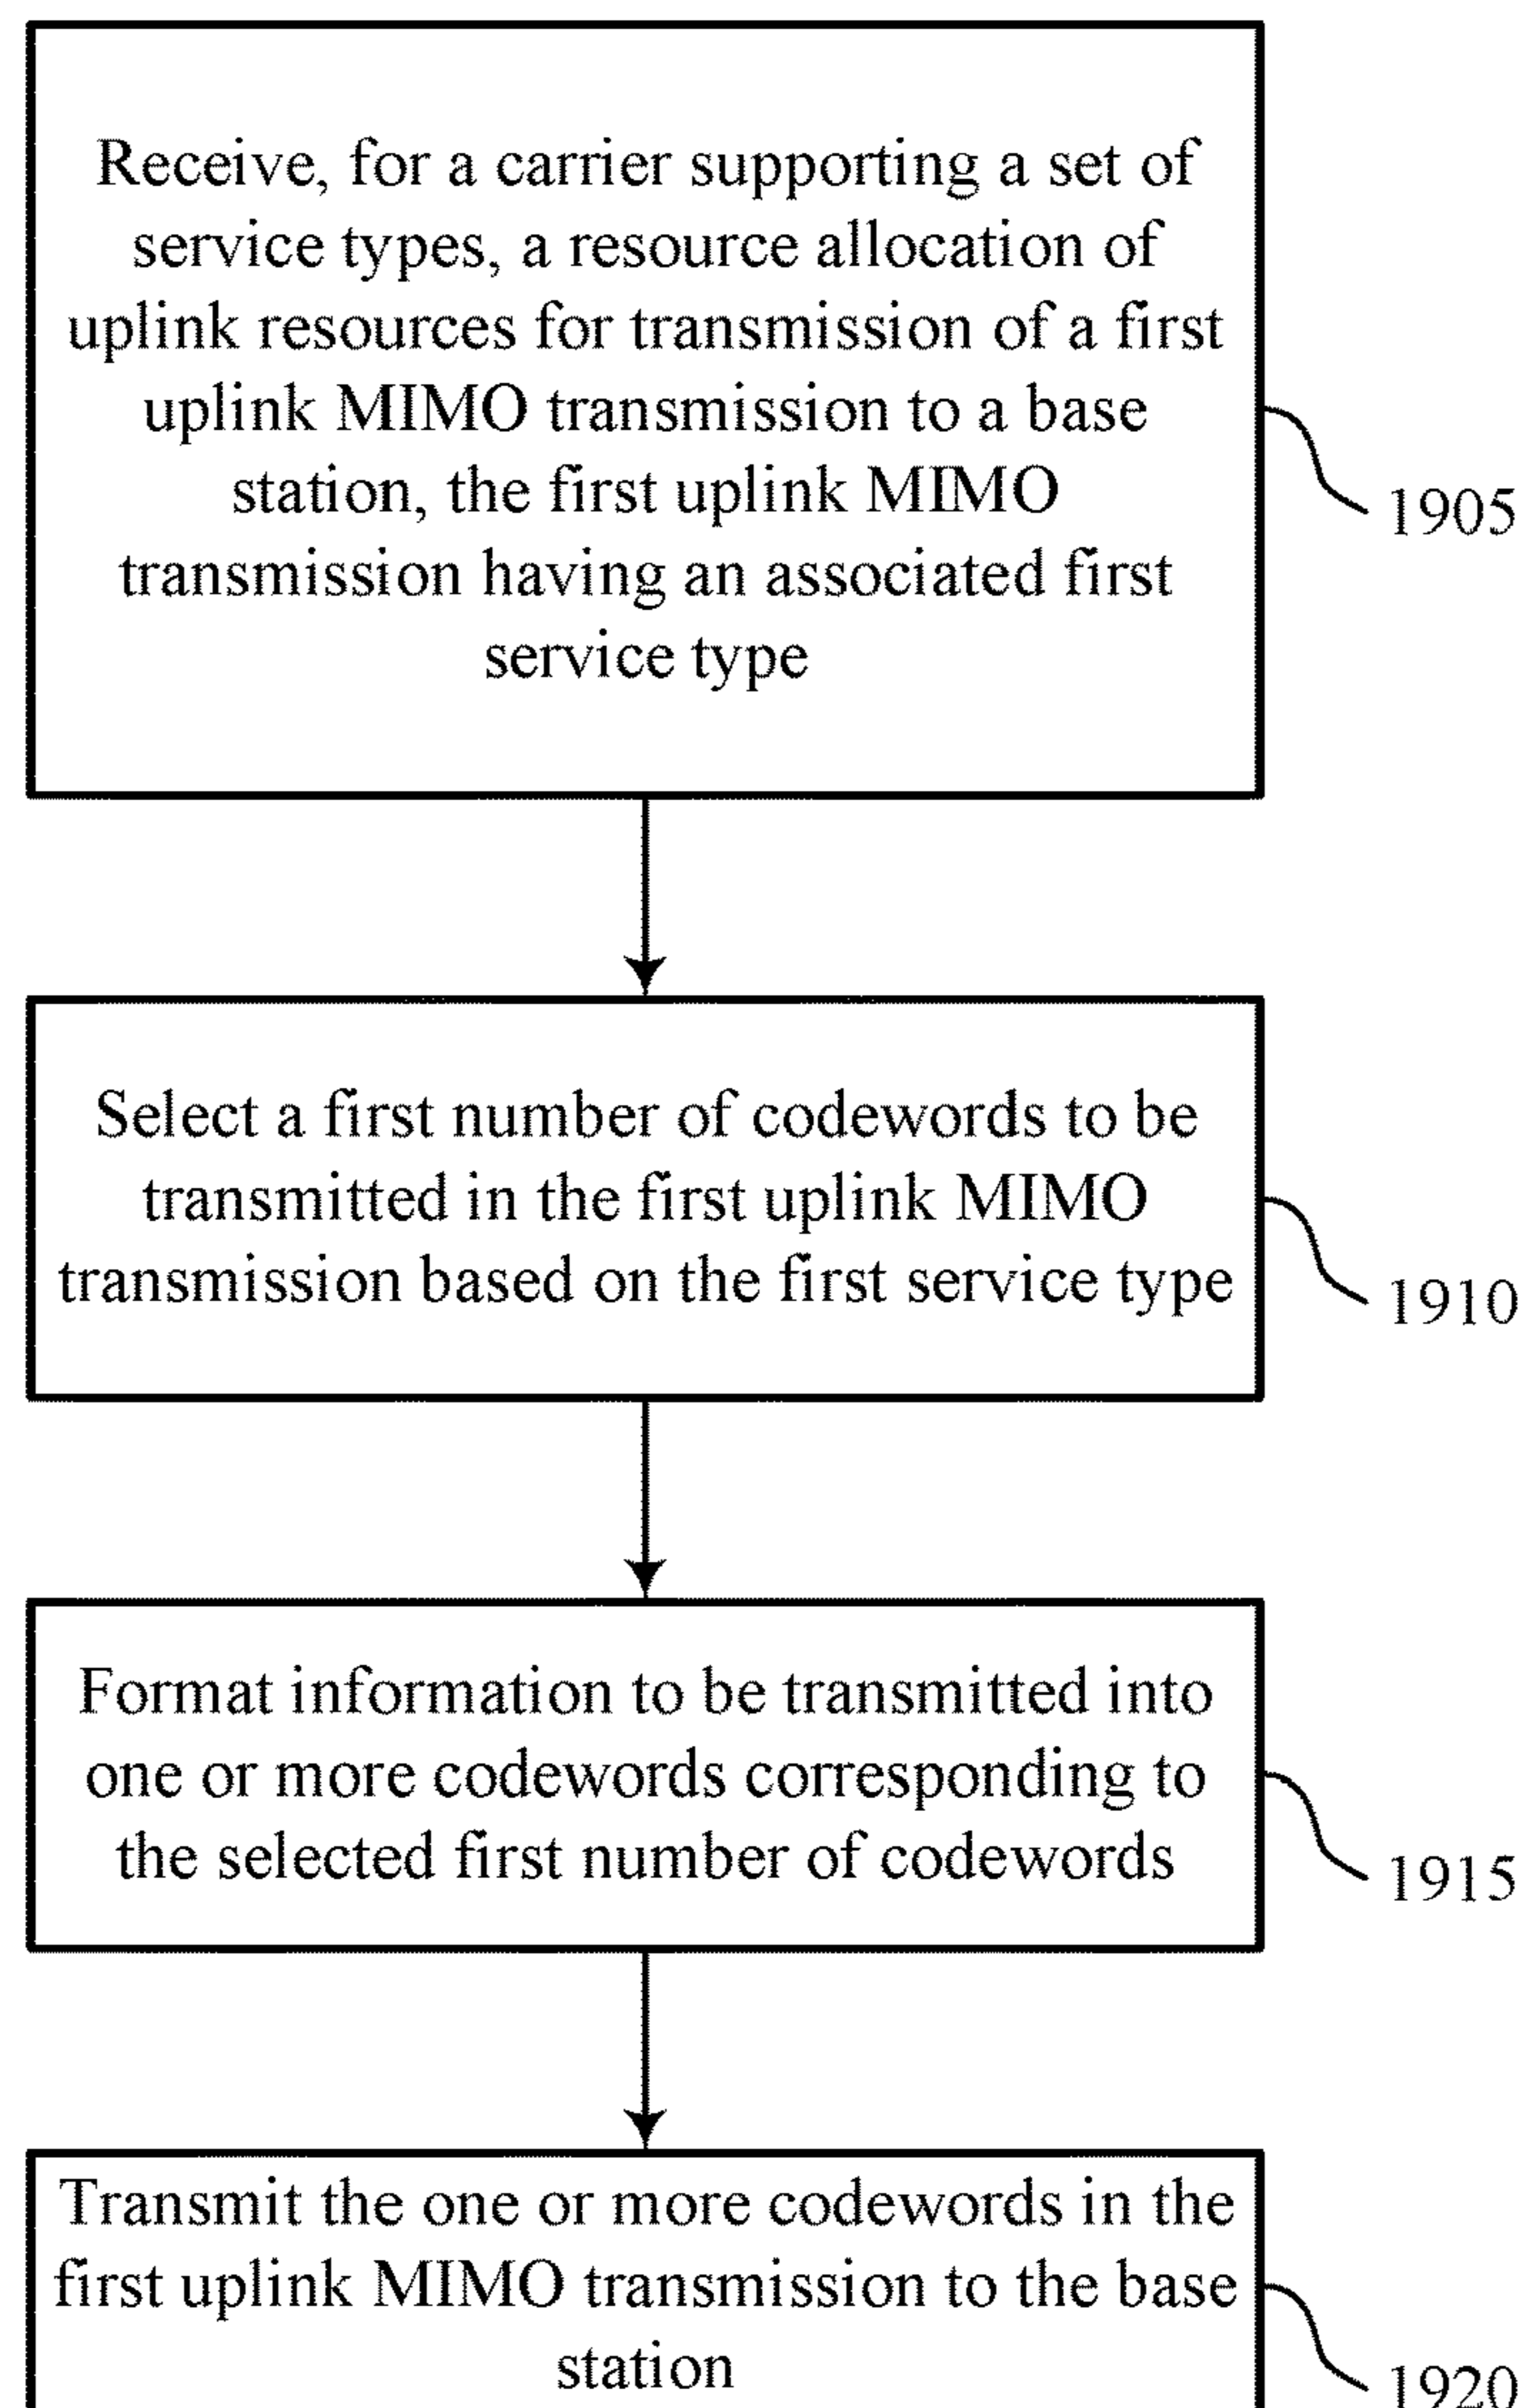 Receive, for a carrier supporting a set of
service types, a resource allocation of
uplink resources for transmission of a first
uplink MIMO transmission to a base
station, the first uplink MIMO
transmission having an associated first
service type
1905
Select a first number of codewords to be
transmitted in the first uplink MIMO
transmission based on the first service type
1910
Format information to be transmitted into
one or more codewords corresponding to
the selected first number of codewords
1915
Transmit the one or more codewords in the
first uplink MIMO transmission to the base
station
1920